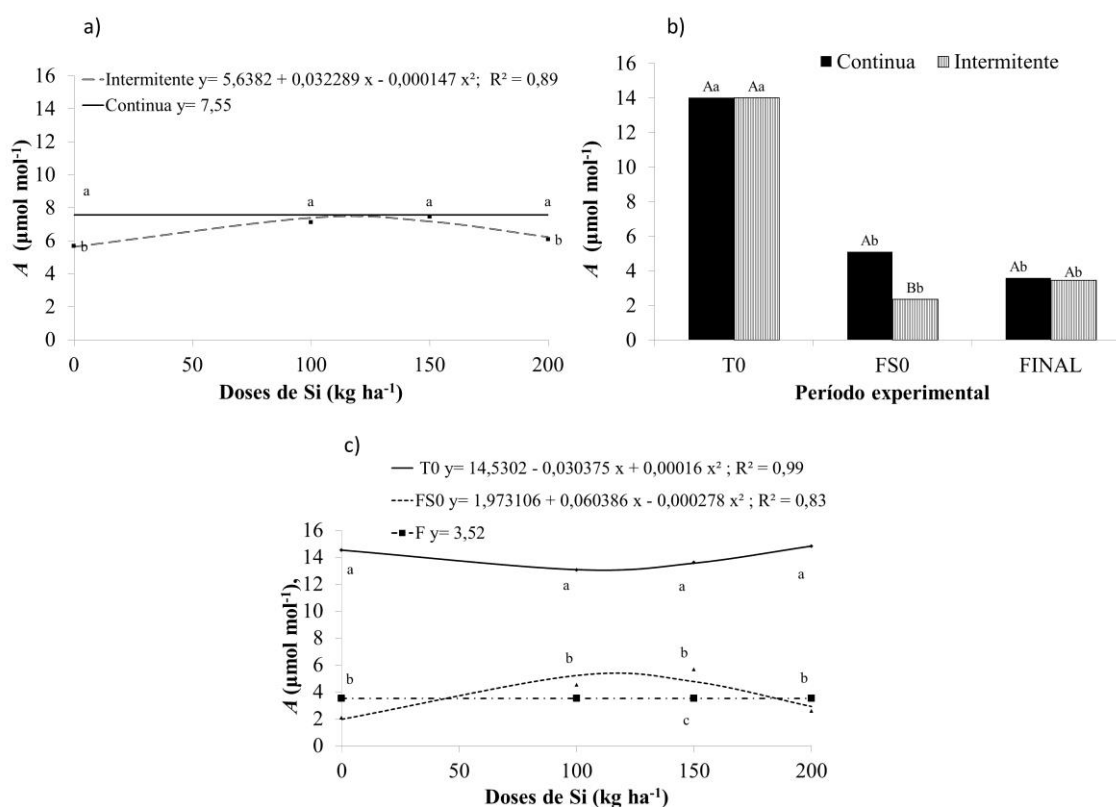 a)
Intermitente y= 5,6382 + 0,032289 x - 0,000147 x²;  R² = 0,89
Continua y= 7,55
A (µmol mol⁻¹)
16
14
12
10
8
6
4
2
0
a
a
a
a
b
b
0
50
100
150
200
Doses de Si (kg ha⁻¹)
b)
Continua
Intermitente
A (µmol mol⁻¹)
16
14
12
10
8
6
4
2
0
Aa
Aa
Ab
Bb
Ab
Ab
T0
FS0
FINAL
Período experimental
c)
T0 y= 14,5302 - 0,030375 x + 0,00016 x² ; R² = 0,99
FS0 y= 1,973106 + 0,060386 x - 0,000278 x² ; R² = 0,83
F y= 3,52
A (µmol mol⁻¹),
16
14
12
10
8
6
4
2
0
a
a
a
a
b
b
b
b
c
0
50
100
150
200
Doses de Si (kg ha⁻¹)